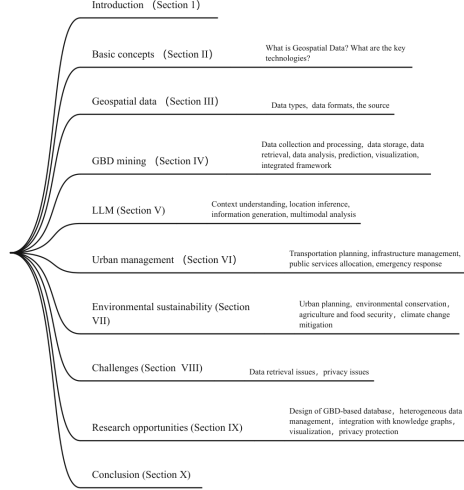 Introduction (Section 1)
Basic concepts (Section II)
What is Geospatial Data? What are the key
technologies?
Geospatial data (Section III)
Data types, data formats, the source
GBD mining (Section IV)
Data collection and processing, data storage, data
retrieval, data analysis, prediction, visualization,
integrated framework
LLM (Section V)
Context understanding, location inference,
information generation, multimodal analysis
Urban management (Section VI)
Transportation planning, infrastructure management,
public services allocation, emergency response
Environmental sustainability (Section
VII)
Urban planning, environmental conservation,
agriculture and food security, climate change
mitigation
Challenges (Section VIII)
Data retrieval issues, privacy issues
Research opportunities (Section IX)
Design of GBD-based database, heterogeneous data
management, integration with knowledge graphs,
visualization, privacy protection
Conclusion (Section X)